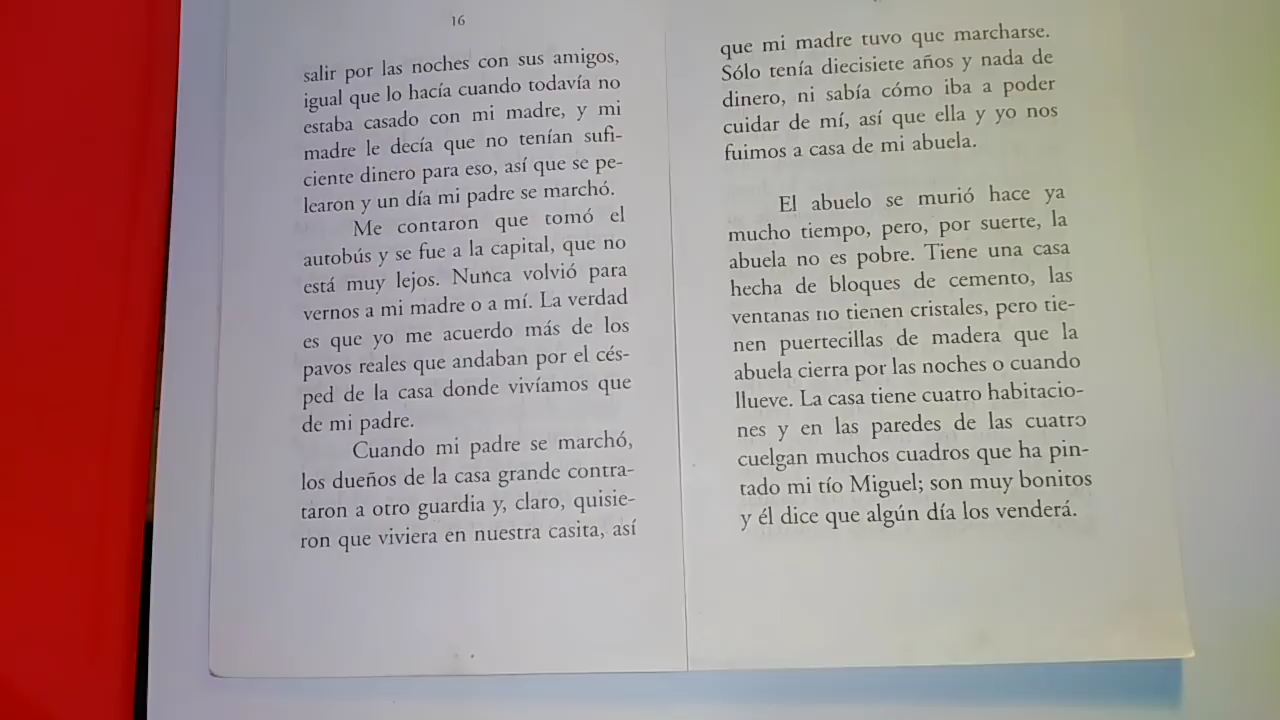 16
salir por las noches con sus amigos,
igual que lo hacía cuando todavía no
estaba casado con mi madre, y mi
madre le decía que no tenían sufi-
ciente dinero para eso, así que se pe-
learon y un día mi padre se marchó.
Me contaron que tomó el
autobús y se fue a la capital, que no
está muy lejos. Nunca volvió para
vernos a mi madre o a mí. La verdad
es que yo me acuerdo más de los
pavos reales que andaban por el cés-
ped de la casa donde vivíamos que
de mi padre.
Cuando mi padre se marchó,
los dueños de la casa grande contra-
taron a otro guardia y, claro, quisie-
ron que viviera en nuestra casita, así
que mi madre tuvo que marcharse.
Sólo tenía diecisiete años y nada de
dinero, ni sabía cómo iba a poder
cuidar de mí, así que ella y yo nos
fuimos a casa de mi abuela.
El abuelo se murió hace ya
mucho tiempo, pero, por suerte, la
abuela no es pobre. Tiene una casa
hecha de bloques de cemento, las
ventanas no tienen cristales, pero tie-
nen puertecillas de madera que la
abuela cierra por las noches o cuando
llueve. La casa tiene cuatro habitacio-
nes y en las paredes de las cuatro
cuelgan muchos cuadros que ha pin-
tado mi tío Miguel; son muy bonitos
y él dice que algún día los venderá.